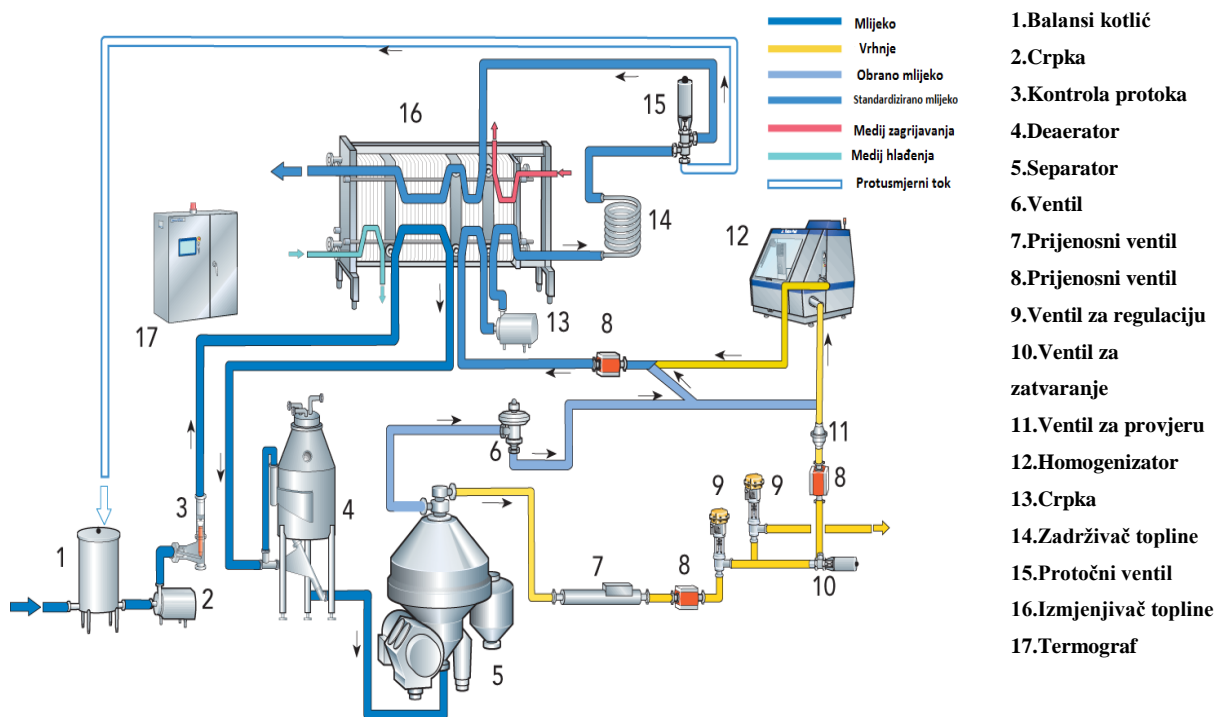 Mlijeko
Vrhnje
Obrano mlijeko
Standardizirano mlijeko
Medij zagrijavanja
Medij hlađenja
Protusmjerni tok
1.Balansi kotlić
2.Crpka
3.Kontrola protoka
4.Deaerator
5.Separator
6.Ventil
7.Prijenosni ventil
8.Prijenosni ventil
9.Ventil za regulaciju
10.Ventil za
zatvaranje
11.Ventil za provjeru
12.Homogenizator
13.Crpka
14.Zadrživač topline
15.Protočni ventil
16.Izmjenjivač topline
17.Termograf
16
15
14
12
17
13
8
6
11
3
4
9
9
8
1
2
7
8
10
5